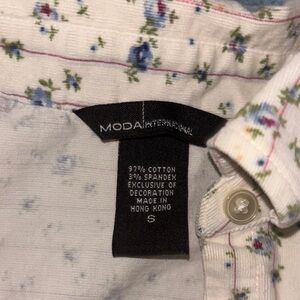 MODA INTERNATIONAL
97% COTTON
3% SPANDEX
EXCLUSIVE OF
DECORATION
MADE IN
HONG KONG
S